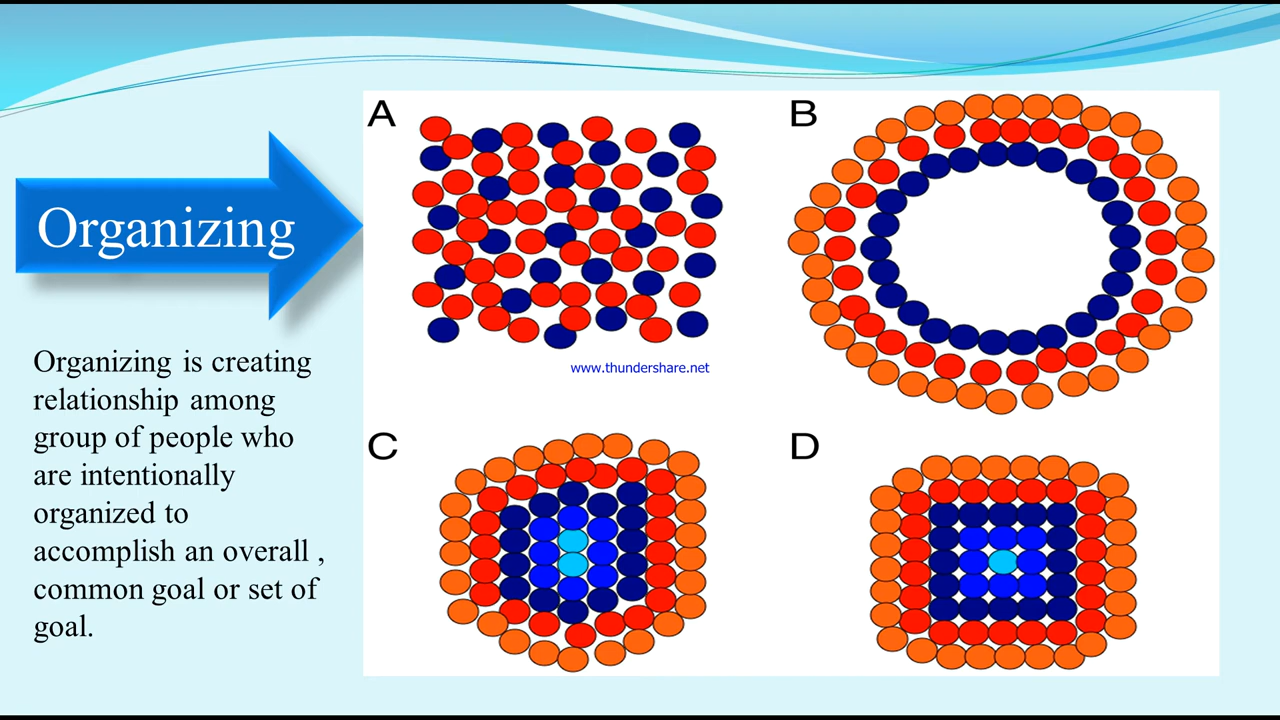 Organizing
Organizing is creating
relationship among
group of people who
are intentionally
organized to
accomplish an overall ,
common goal or set of
goal.
A
B
www.thundershare.net
C
D